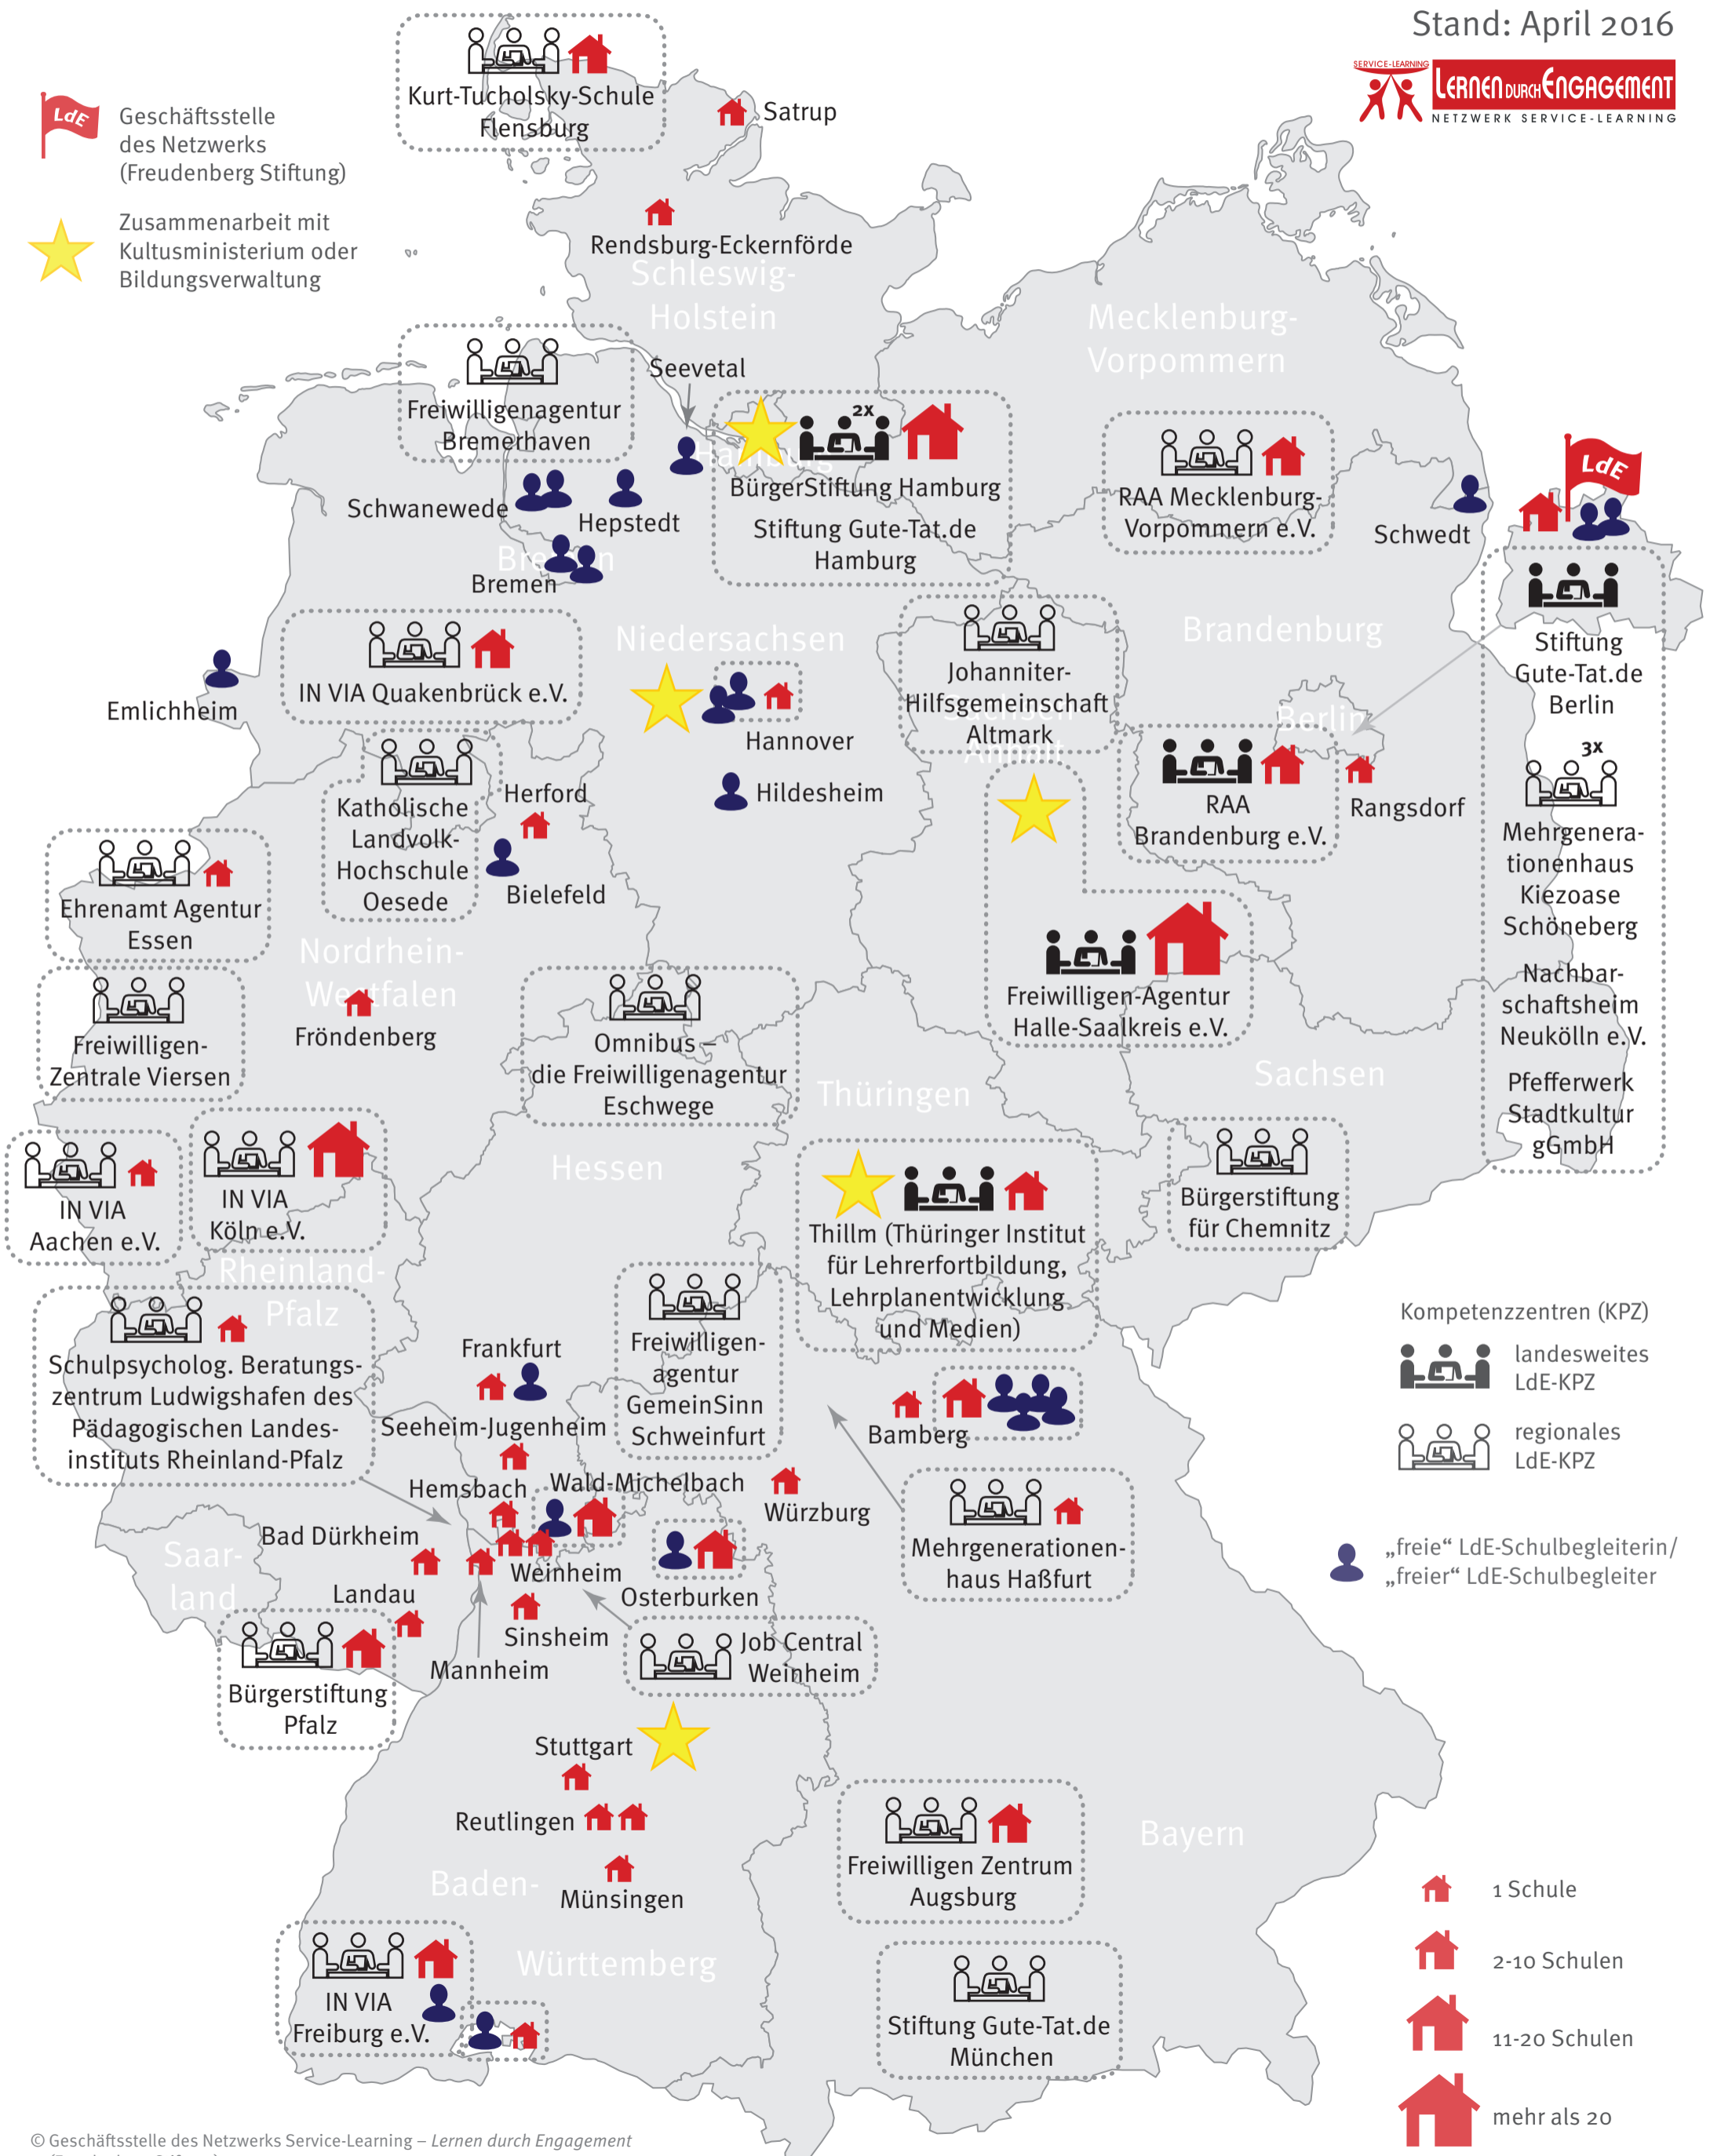 Stand: April 2016
SERVICE-LEARNING
LERNEN DURCH ENGAGEMENT
NETZWERK SERVICE-LEARNING
LdE
Geschäftsstelle
des Netzwerks
(Freudenberg Stiftung)
Zusammenarbeit mit
Kultusministerium oder
Bildungsverwaltung
Kurt-Tucholsky-Schule
Flensburg
Satrup
Rendsburg-Eckernförde
Schleswig-
Holstein
Mecklenburg-
Vorpommern
Freiwilligenagentur
Bremerhaven
Seevetal
2x
Hamburg
BürgerStiftung Hamburg
Stiftung Gute-Tat.de
Hamburg
RAA Mecklenburg-
Vorpommern e.V.
Schwedt
LdE
Schwanewede
Hepstedt
Bremen
Bremen
Stiftung
Gute-Tat.de
Berlin
3x
Mehrgenera-
tionenhaus
Kiezoase
Schöneberg
Nachbar-
schaftsheim
Neukölln e.V.
Pfefferwerk
Stadtkultur
gGmbH
IN VIA Quakenbrück e.V.
Niedersachsen
Emlichheim
Hannover
Hildesheim
Johanniter-
Hilfsgemeinschaft
Altmark
Sachsen-
Anhalt
Brandenburg
Berlin
RAA
Brandenburg e.V.
Rangsdorf
Katholische
Landvolk-
Hochschule
Oesede
Herford
Bielefeld
Ehrenamt Agentur
Essen
Nordrhein-
Westfalen
Freiwilligen-
Zentrale Viersen
Fröndenberg
Omnibus –
die Freiwilligenagentur
Eschwege
Freiwilligen-Agentur
Halle-Saalkreis e.V.
Thüringen
Sachsen
IN VIA
Aachen e.V.
IN VIA
Köln e.V.
Hessen
Thillm (Thüringer Institut
für Lehrerfortbildung,
Lehrplanentwicklung
und Medien)
Bürgerstiftung
für Chemnitz
Rheinland-
Pfalz
Schulpsycholog. Beratungs-
zentrum Ludwigshafen des
Pädagogischen Landes-
instituts Rheinland-Pfalz
Frankfurt
Seeheim-Jugenheim
Freiwilligen-
agentur
GemeinSinn
Schweinfurt
Bamberg
Kompetenzzentren (KPZ)
landesweites
LdE-KPZ
regionales
LdE-KPZ
„freie“ LdE-Schulbegleiterin/
„freier“ LdE-Schulbegleiter
Hemsbach
Wald-Michelbach
Würzburg
Mehrgenerationen-
haus Haßfurt
Saar-
land
Bad Dürkheim
Weinheim
Osterburken
Landau
Sinsheim
Mannheim
Job Central
Weinheim
Bürgerstiftung
Pfalz
Stuttgart
Reutlingen
Münsingen
Baden-
Württemberg
Freiwilligen Zentrum
Augsburg
Bayern
IN VIA
Freiburg e.V.
Stiftung Gute-Tat.de
München
1 Schule
2-10 Schulen
11-20 Schulen
mehr als 20
© Geschäftsstelle des Netzwerks Service-Learning – Lernen durch Engagement